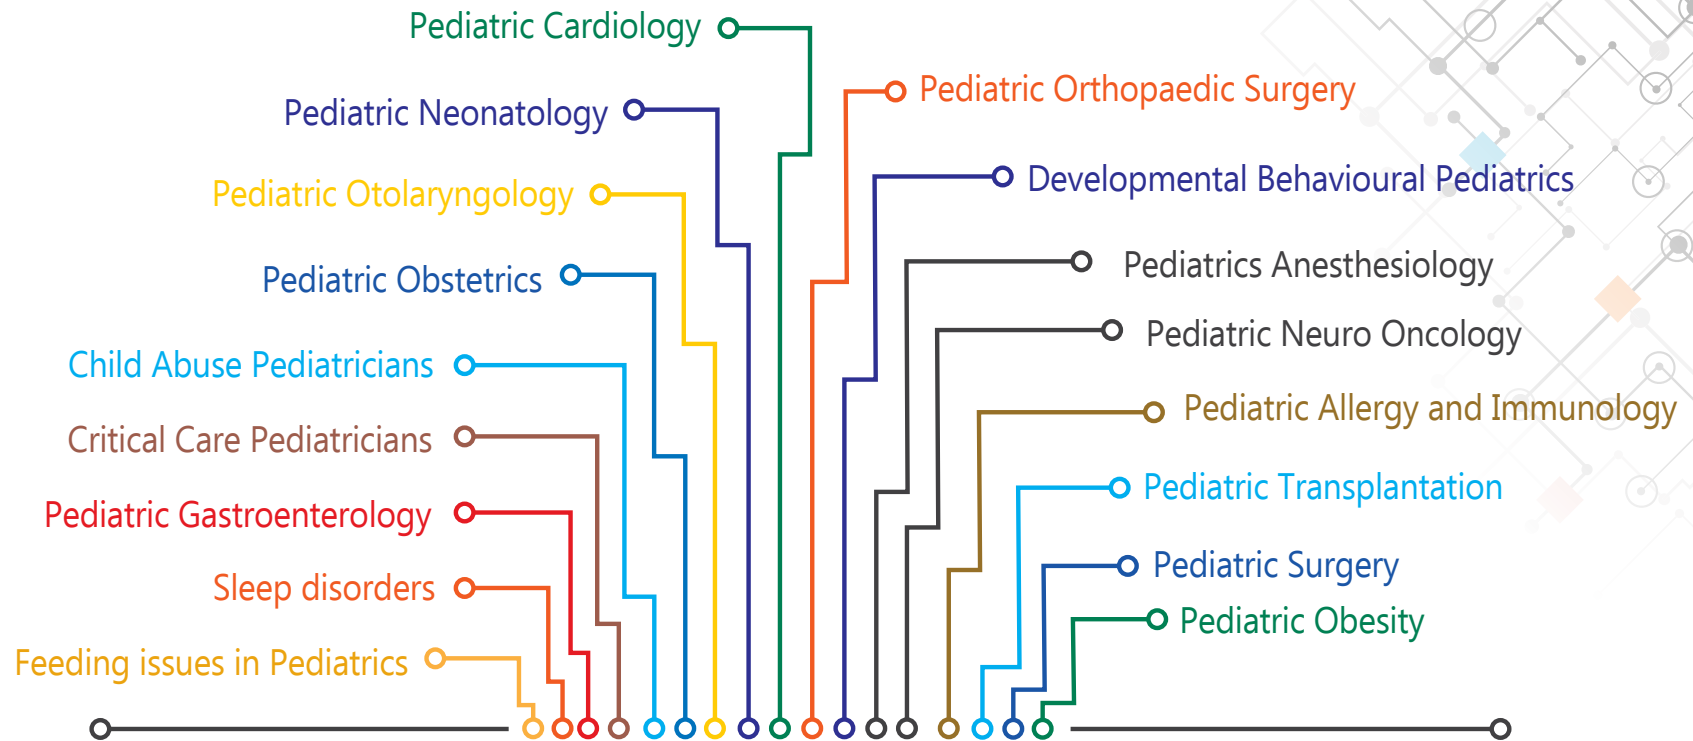 Pediatric Cardiology
Pediatric Neonatology
Pediatric Otolaryngology
Pediatric Obstetrics
Child Abuse Pediatricians
Critical Care Pediatricians
Pediatric Gastroenterology
Sleep disorders
Feeding issues in Pediatrics
Pediatric Orthopaedic Surgery
Developmental Behavioural Pediatrics
Pediatrics Anesthesiology
Pediatric Neuro Oncology
Pediatric Allergy and Immunology
Pediatric Transplantation
Pediatric Surgery
Pediatric Obesity